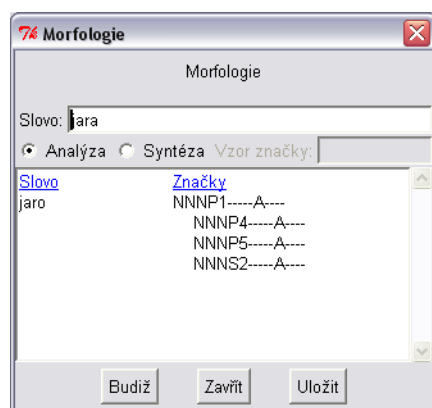 Morfologie
Morfologie
Slovo: jara
Analýza Syntéza Vzor značky:
Slovo Značky
jaro NNNP1-----A----
NNNP4-----A----
NNNP5-----A----
NNNS2-----A----
Budiž Zavřít Uložit